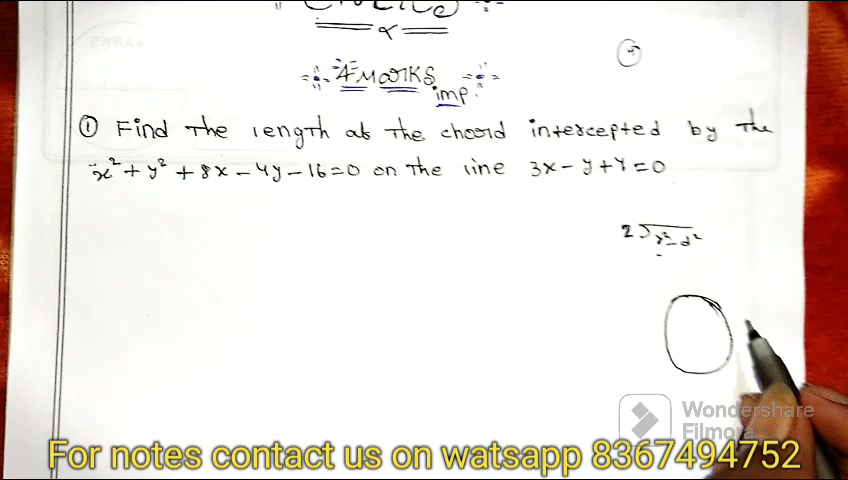 4 Marks
imp.
① Find The length of The chord intercepted by the
x² + y² + 8x - 4y - 16 = 0 on the line 3x - y + 4 = 0
2√r² - d²
Wondershare
Filmora
For notes contact us on watsapp 8367494752